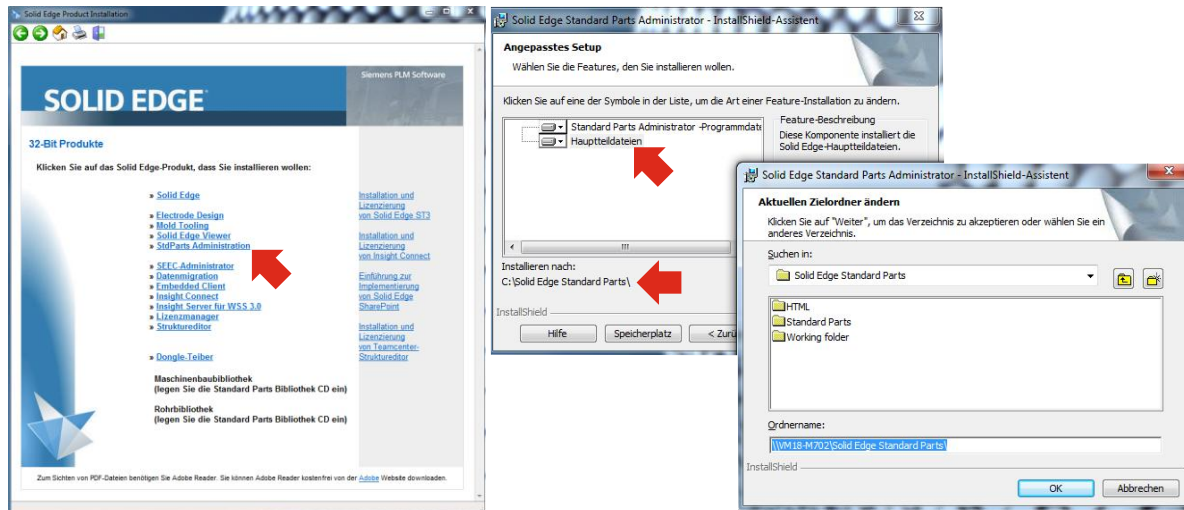 Solid Edge Product Installation
Siemens PLM Software
SOLID EDGE
32-Bit Produkte
Klicken Sie auf das Solid Edge-Produkt, dass Sie installieren wollen:
» Solid Edge
» Electrode Design
» Mold Tooling
» Solid Edge Viewer
» StdParts Administration
» SEEC-Administrator
» Datenmigration
» Embedded Client
» Insight Connect
» Insight Server für WSS 3.0
» Lizenzmanager
» Struktureditor
» Dongle-Teiber
Maschinenbaubibliothek
(legen Sie die Standard Parts Bibliothek CD ein)
Rohrbibliothek
(legen Sie die Standard Parts Bibliothek CD ein)
Installation und
Lizenzierung
von Solid Edge ST3
Installation und
Lizenzierung
von Insight Connect
Einführung zur
Implementierung
von Solid Edge
SharePoint
Installation und
Lizenzierung
von Teamcenter-
Struktureditor
Zum Sichten von PDF-Dateien benötigen Sie Adobe Reader. Sie können Adobe Reader kostenfrei von der Adobe Website downloaden.
Solid Edge Standard Parts Administrator - InstallShield-Assistent
Angepasstes Setup
Wählen Sie die Features, den Sie installieren wollen.
Klicken Sie auf eine der Symbole in der Liste, um die Art einer Feature-Installation zu ändern.
Standard Parts Administrator -Programmdate
Hauptteildateien
Feature-Beschreibung
Diese Komponente installiert die
Solid Edge-Hauptteildateien.
Installieren nach:
C:\Solid Edge Standard Parts\
InstallShield
Hilfe
Speicherplatz
< Zurü
Solid Edge Standard Parts Administrator - InstallShield-Assistent
Aktuellen Zielordner ändern
Klicken Sie auf "Weiter", um das Verzeichnis zu akzeptieren oder wählen Sie ein
anderes Verzeichnis.
Suchen in:
Solid Edge Standard Parts
HTML
Standard Parts
Working folder
Ordnername:
\\VM18-M702\Solid Edge Standard Parts\
InstallShield
OK
Abbrechen